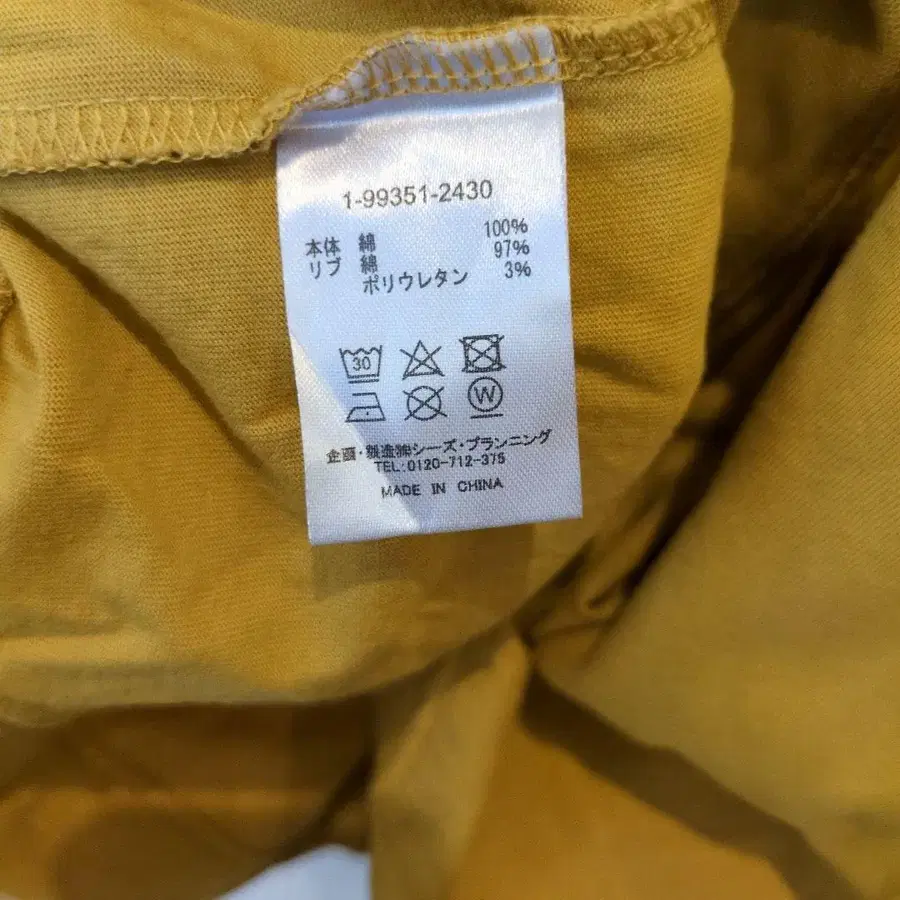 1-99351-2430
本体 綿 100%
リブ 綿 97%
ポリウレタン 3%
30
W
企画・製造㈱シーズ・プランニング
TEL:0120-712-375
MADE IN CHINA